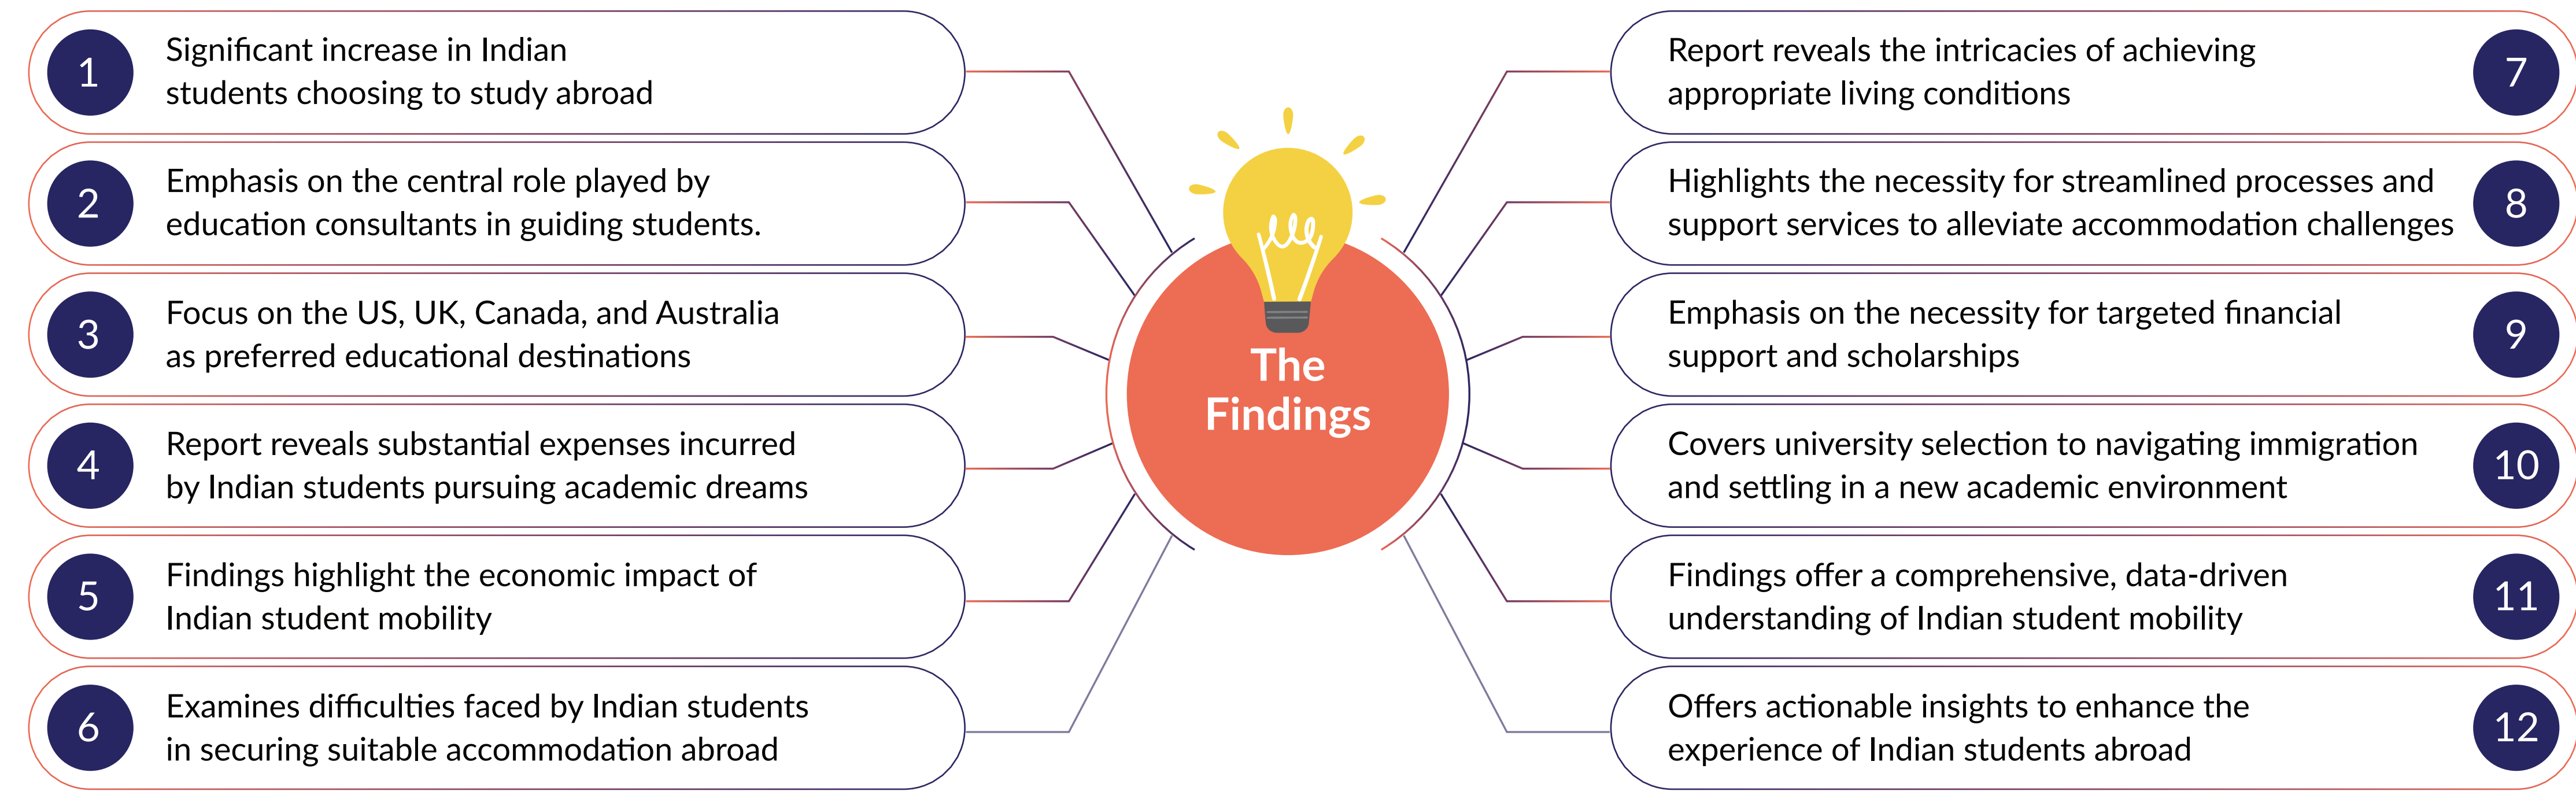 1
Significant increase in Indian
students choosing to study abroad
2
Emphasis on the central role played by
education consultants in guiding students.
3
Focus on the US, UK, Canada, and Australia
as preferred educational destinations
4
Report reveals substantial expenses incurred
by Indian students pursuing academic dreams
5
Findings highlight the economic impact of
Indian student mobility
6
Examines difficulties faced by Indian students
in securing suitable accommodation abroad
The
Findings
7
Report reveals the intricacies of achieving
appropriate living conditions
8
Highlights the necessity for streamlined processes and
support services to alleviate accommodation challenges
9
Emphasis on the necessity for targeted financial
support and scholarships
10
Covers university selection to navigating immigration
and settling in a new academic environment
11
Findings offer a comprehensive, data-driven
understanding of Indian student mobility
12
Offers actionable insights to enhance the
experience of Indian students abroad